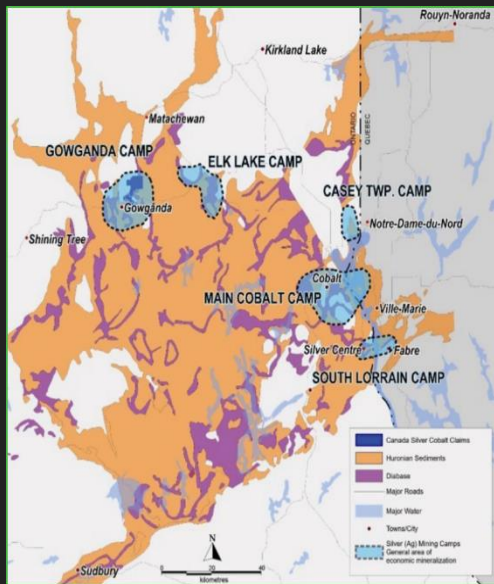 Rouyn-Noranda
Kirkland Lake
ONTARIO
QUEBEC
Matachewan
GOWGANDA CAMP
ELK LAKE CAMP
CASEY TWP. CAMP
Gowganda
Notre-Dame-du-Nord
Shining Tree
Cobalt
MAIN COBALT CAMP
Ville-Marie
Silver Centre
Fabre
SOUTH LORRAIN CAMP
Canada Silver Cobalt Claims
Huronian Sediments
Diabase
Major Roads
Major Water
Towns/City
Silver (Ag) Mining Camps
General area of
economic mineralization
N
0 20 40
kilometres
Sudbury